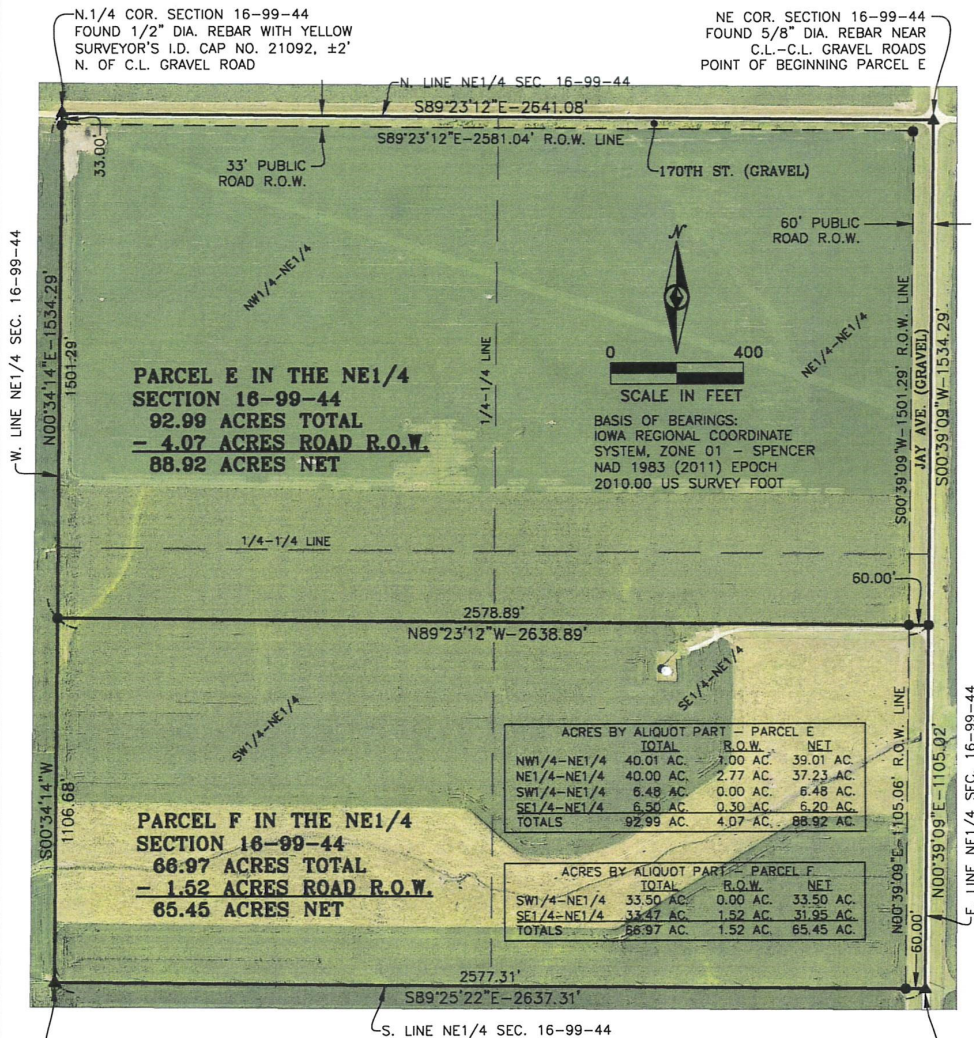 N.1/4 COR. SECTION 16-99-44
FOUND 1/2" DIA. REBAR WITH YELLOW
SURVEYOR'S I.D. CAP NO. 21092, ±2'
N. OF C.L. GRAVEL ROAD
NE COR. SECTION 16-99-44
FOUND 5/8" DIA. REBAR NEAR
C.L.-C.L. GRAVEL ROADS
POINT OF BEGINNING PARCEL E
N. LINE NE1/4 SEC. 16-99-44
S89°23'12"E-2641.08'
S89°23'12"E-2581.04' R.O.W. LINE
33.00'
33' PUBLIC
ROAD R.O.W.
170TH ST. (GRAVEL)
60' PUBLIC
ROAD R.O.W.
N
W. LINE NE1/4 SEC. 16-99-44
N00°34'14"E-1534.29'
1501.29'
NW1/4-NE1/4
1/4-1/4 LINE
NE1/4-NE1/4
S00°39'09"W-1501.29' R.O.W. LINE
JAY AVE. (GRAVEL)
S00°39'09"W-1534.29'
0 400
SCALE IN FEET
PARCEL E IN THE NE1/4
SECTION 16-99-44
92.99 ACRES TOTAL
- 4.07 ACRES ROAD R.O.W.
88.92 ACRES NET
BASIS OF BEARINGS:
IOWA REGIONAL COORDINATE
SYSTEM, ZONE 01 - SPENCER
NAD 1983 (2011) EPOCH
2010.00 US SURVEY FOOT
1/4-1/4 LINE
60.00'
2578.89'
N89°23'12"W-2638.89'
SW1/4-NE1/4
SE1/4-NE1/4
S00°34'14"W
1106.68'
N00°39'09"E-1105.06' R.O.W. LINE
N00°39'09"E-1105.02'
E. LINE NE1/4 SEC. 16-99-44
ACRES BY ALIQUOT PART - PARCEL E
TOTAL R.O.W. NET
NW1/4-NE1/4 40.01 AC. 1.00 AC. 39.01 AC.
NE1/4-NE1/4 40.00 AC. 2.77 AC. 37.23 AC.
SW1/4-NE1/4 6.48 AC. 0.00 AC. 6.48 AC.
SE1/4-NE1/4 6.50 AC. 0.30 AC. 6.20 AC.
TOTALS 92.99 AC. 4.07 AC. 88.92 AC.
PARCEL F IN THE NE1/4
SECTION 16-99-44
66.97 ACRES TOTAL
- 1.52 ACRES ROAD R.O.W.
65.45 ACRES NET
ACRES BY ALIQUOT PART - PARCEL F
TOTAL R.O.W. NET
SW1/4-NE1/4 33.50 AC. 0.00 AC. 33.50 AC.
SE1/4-NE1/4 33.47 AC. 1.52 AC. 31.95 AC.
TOTALS 66.97 AC. 1.52 AC. 65.45 AC.
60.00'
2577.31'
S89°25'22"E-2637.31'
S. LINE NE1/4 SEC. 16-99-44